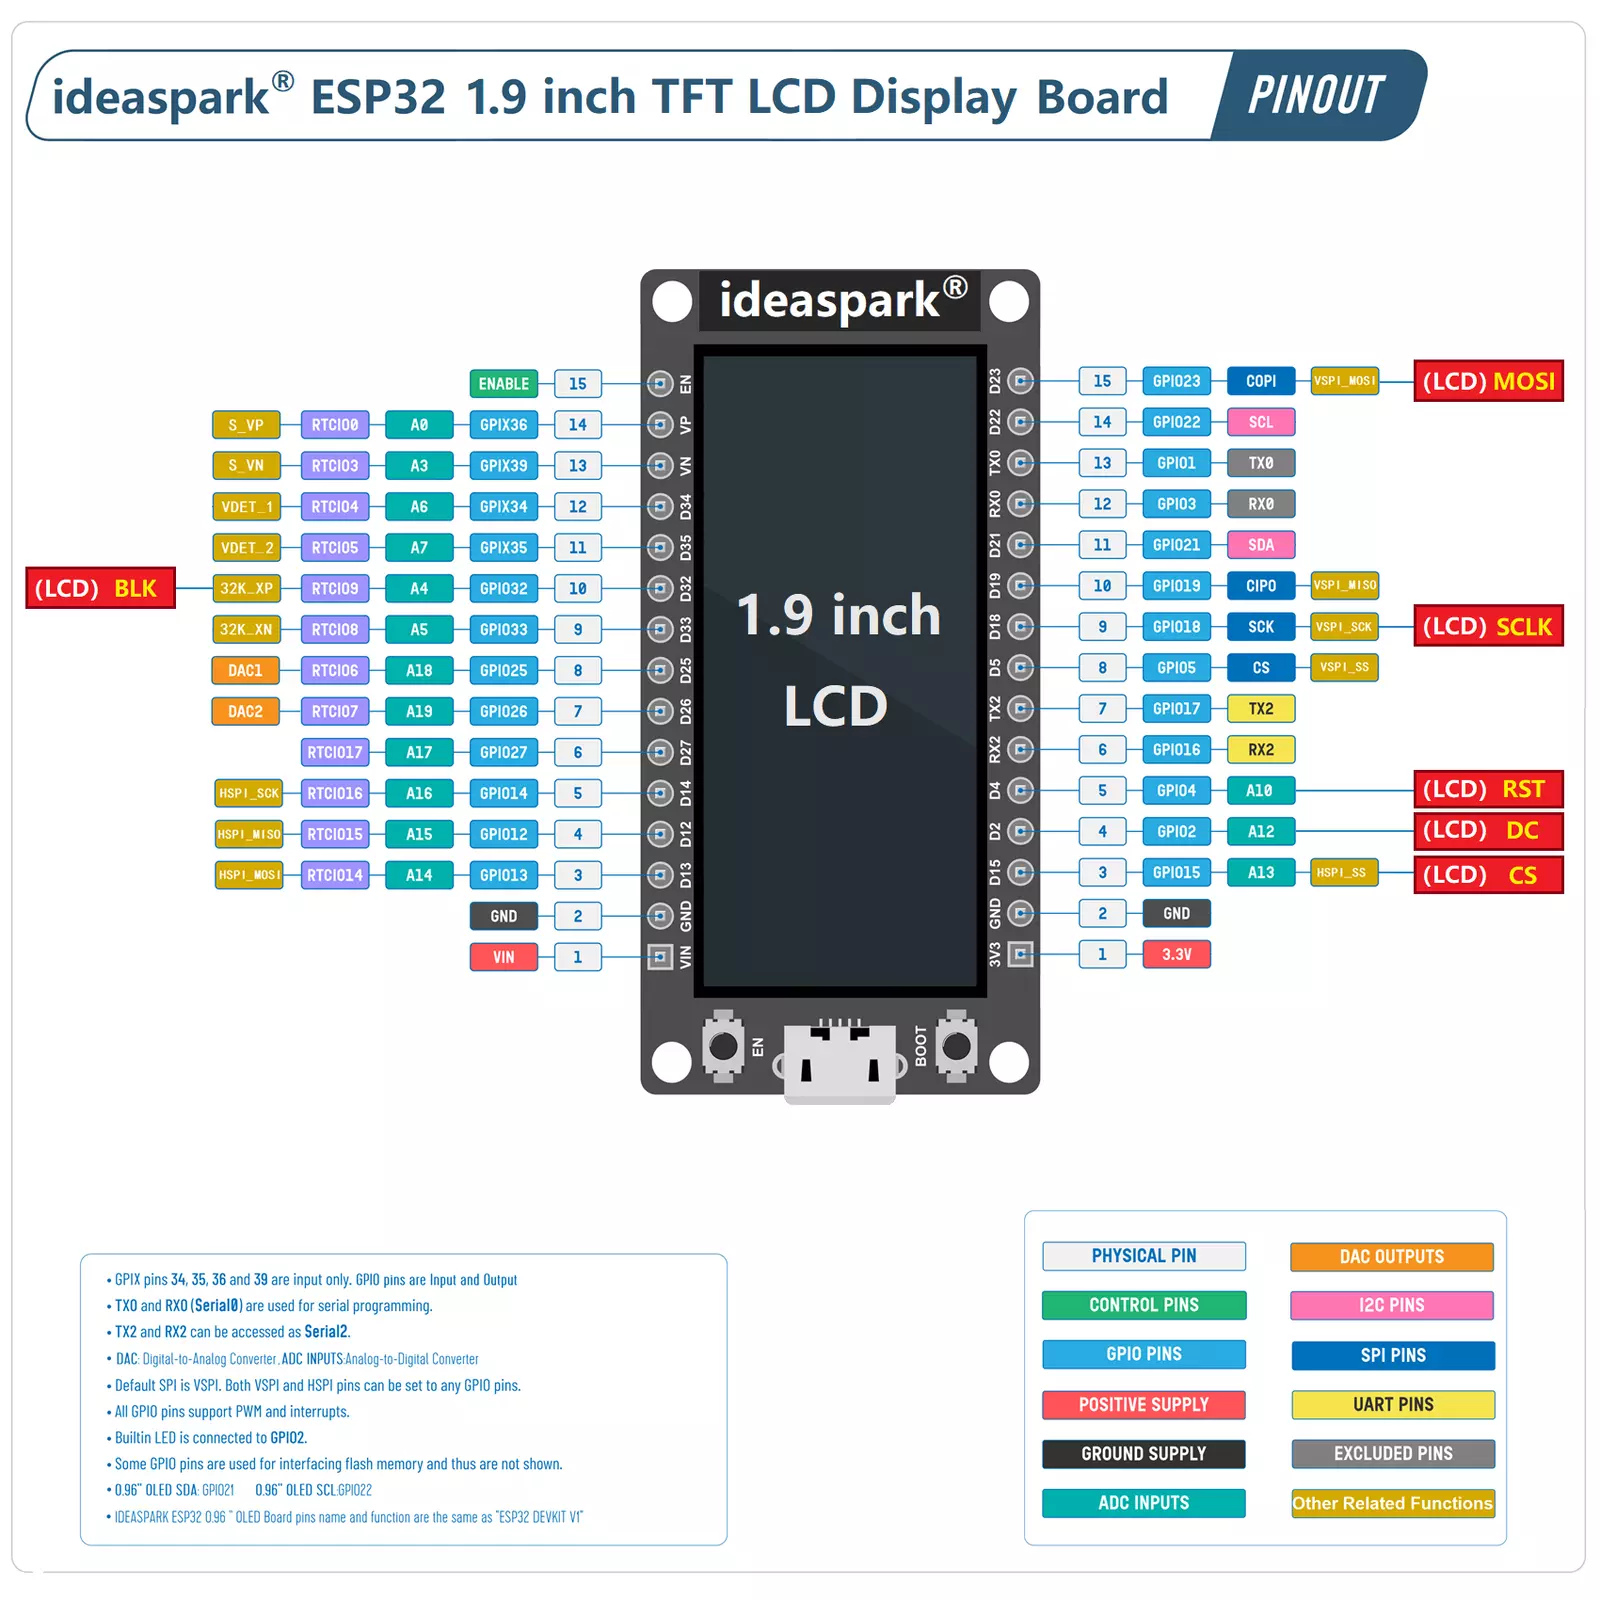 ideaspark® ESP32 1.9 inch TFT LCD Display Board PINOUT
ideaspark®
ENABLE 15 EN
S_VP RTCIO0 A0 GPIX36 14 VP
S_VN RTCIO3 A3 GPIX39 13 VN
VDET_1 RTCIO4 A6 GPIX34 12 D34
VDET_2 RTCIO5 A7 GPIX35 11 D35
(LCD) BLK 32K_XP RTCIO9 A4 GPIO32 10 D32
32K_XN RTCIO8 A5 GPIO33 9 D33
DAC1 RTCIO6 A18 GPIO25 8 D25
DAC2 RTCIO7 A19 GPIO26 7 D26
RTCIO17 A17 GPIO27 6 D27
HSPI_SCK RTCIO16 A16 GPIO14 5 D14
HSPI_MISO RTCIO15 A15 GPIO12 4 D12
HSPI_MOSI RTCIO14 A14 GPIO13 3 D13
GND 2 GND
VIN 1 VIN
1.9 inch
LCD
D23 15 GPIO23 COPI VSPI_MOSI (LCD) MOSI
D22 14 GPIO22 SCL
TX0 13 GPIO1 TX0
RX0 12 GPIO3 RX0
D21 11 GPIO21 SDA
D19 10 GPIO19 CIPO VSPI_MISO
D18 9 GPIO18 SCK VSPI_SCK (LCD) SCLK
D5 8 GPIO5 CS VSPI_SS
TX2 7 GPIO17 TX2
RX2 6 GPIO16 RX2
D4 5 GPIO4 A10 (LCD) RST
D2 4 GPIO2 A12 (LCD) DC
D15 3 GPIO15 A13 HSPI_SS (LCD) CS
GND 2 GND
3V3 1 3.3V
EN
BOOT
• GPIX pins 34, 35, 36 and 39 are input only. GPIO pins are Input and Output
• TX0 and RX0 (Serial0) are used for serial programming.
• TX2 and RX2 can be accessed as Serial2.
• DAC: Digital-to-Analog Converter. ADC INPUTS:Analog-to-Digital Converter
• Default SPI is VSPI. Both VSPI and HSPI pins can be set to any GPIO pins.
• All GPIO pins support PWM and interrupts.
• Builtin LED is connected to GPIO2.
• Some GPIO pins are used for interfacing flash memory and thus are not shown.
• 0.96" OLED SDA: GPIO21 0.96" OLED SCL:GPIO22
• IDEASPARK ESP32 0.96 " OLED Board pins name and function are the same as "ESP32 DEVKIT V1"
PHYSICAL PIN
CONTROL PINS
GPIO PINS
POSITIVE SUPPLY
GROUND SUPPLY
ADC INPUTS
DAC OUTPUTS
I2C PINS
SPI PINS
UART PINS
EXCLUDED PINS
Other Related Functions